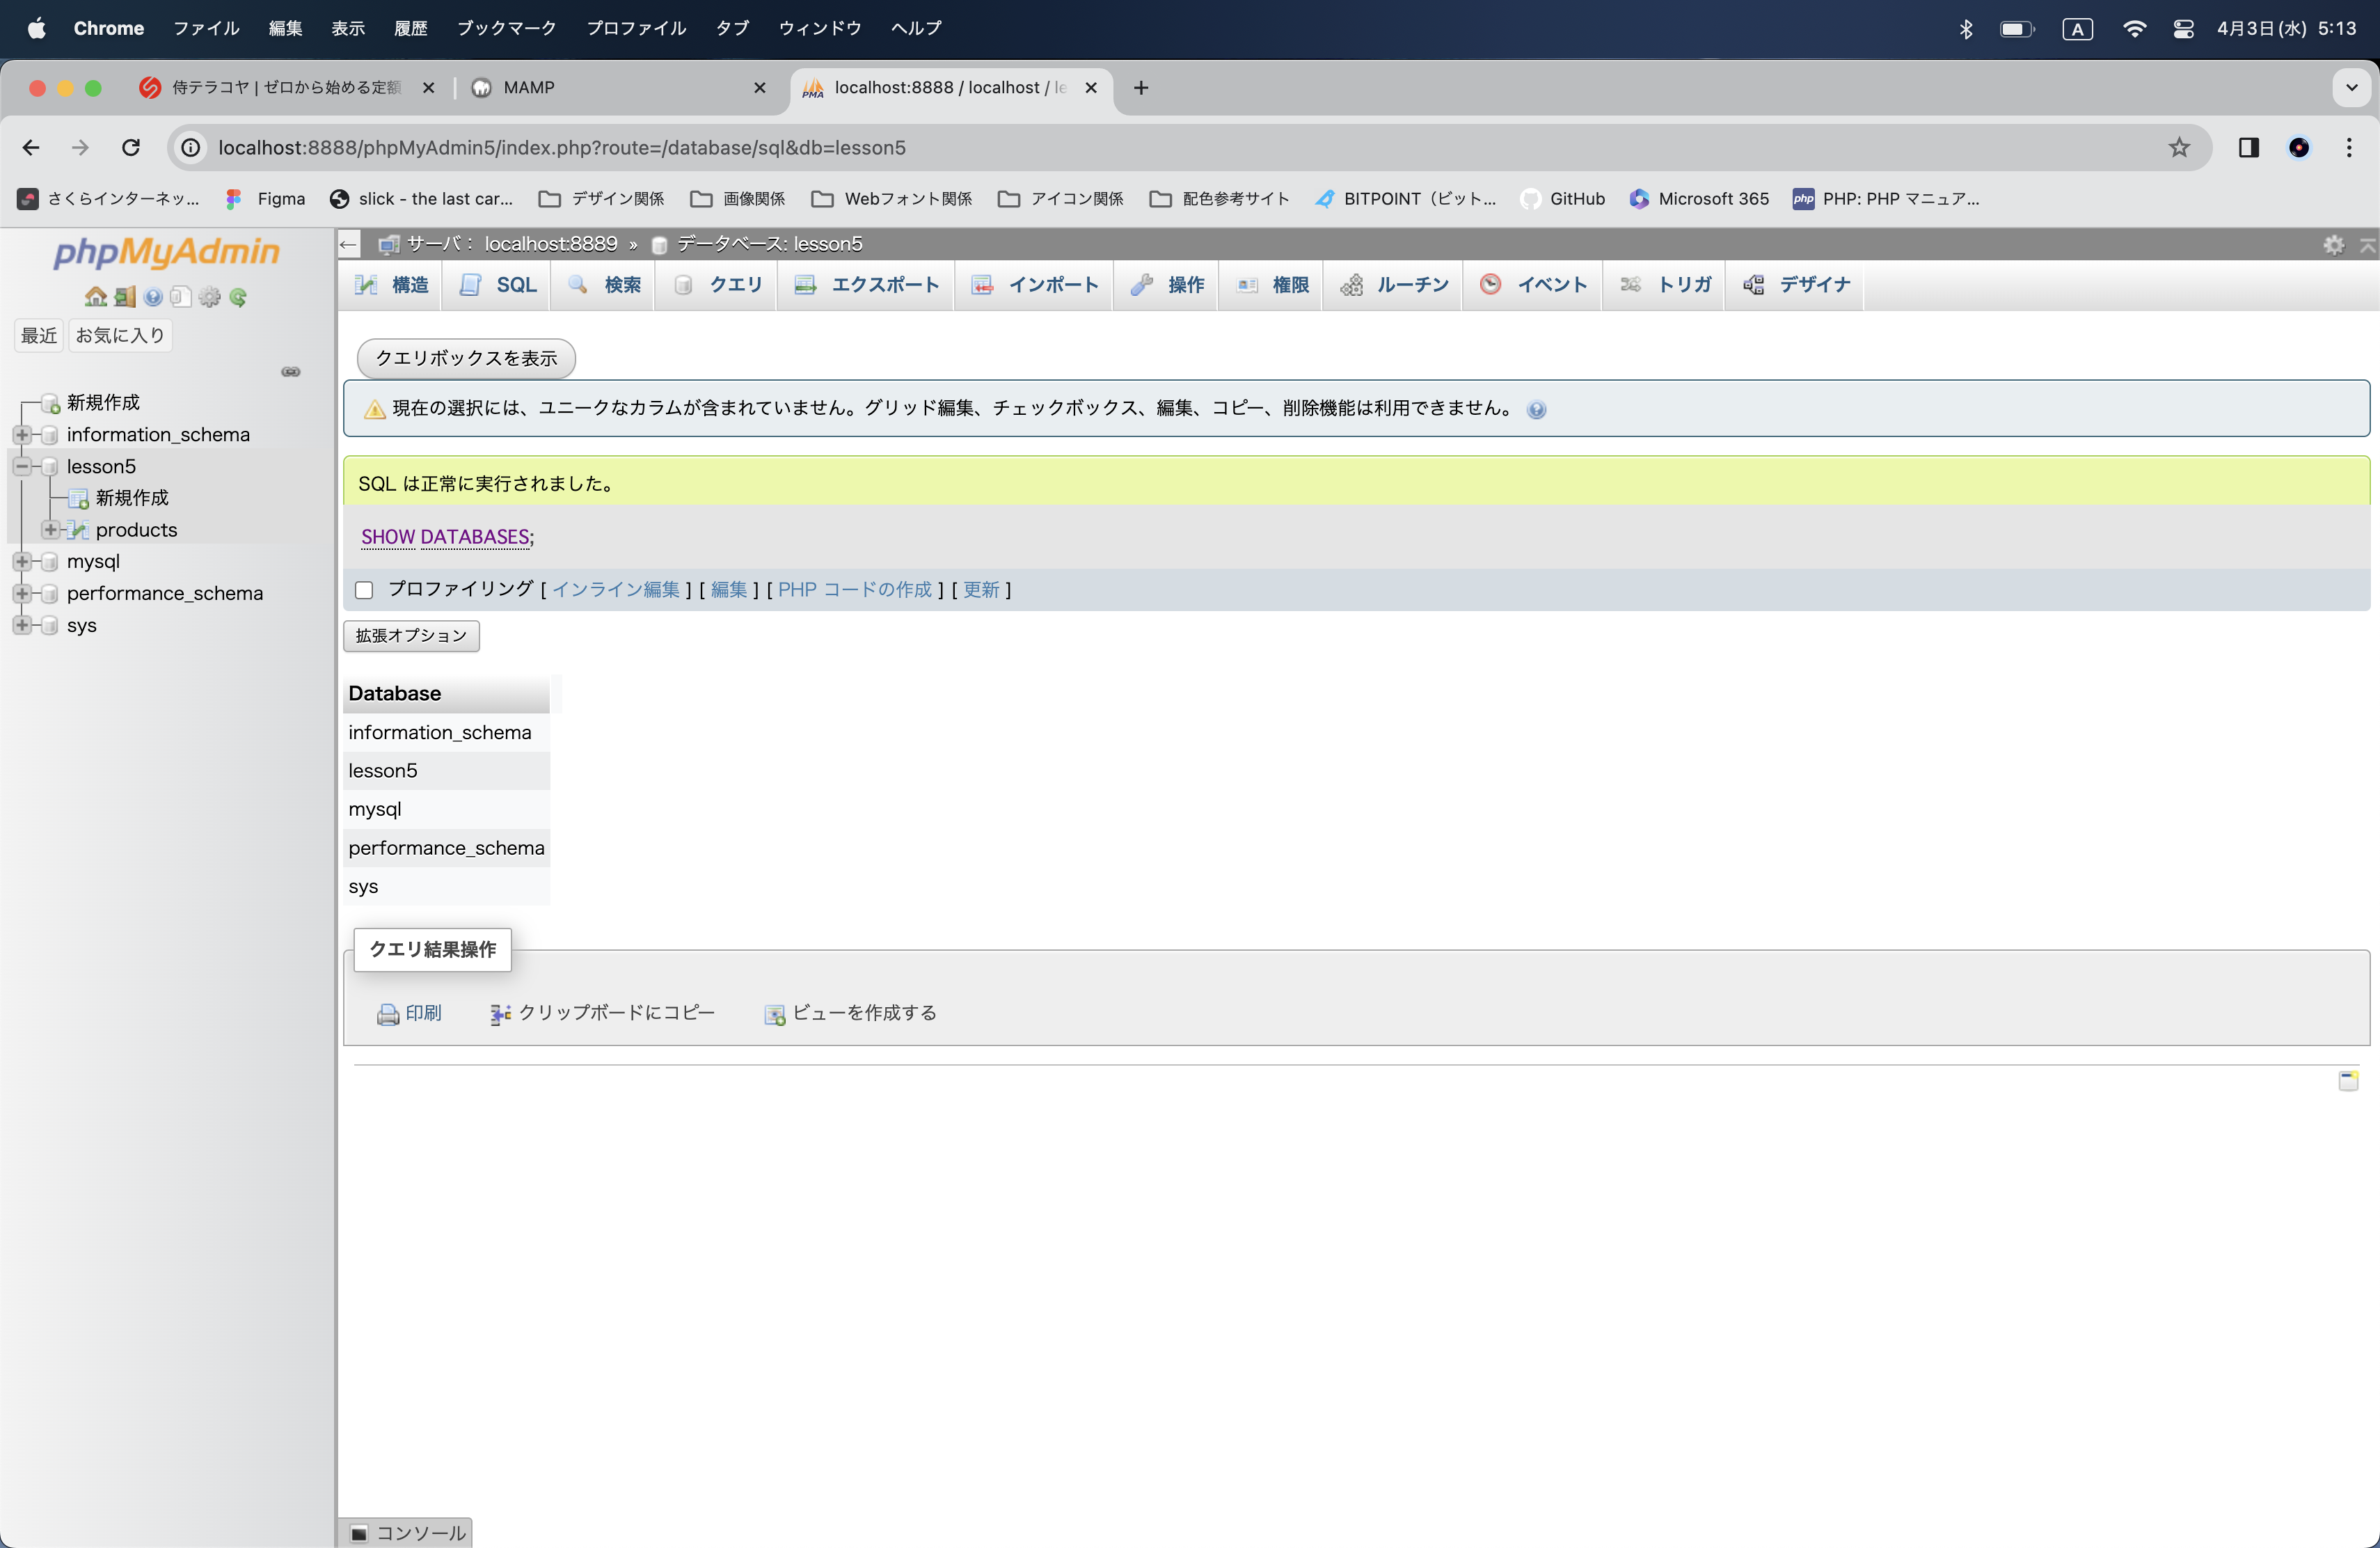 Chrome ファイル 編集 表示 履歴 ブックマーク プロファイル タブ ウィンドウ ヘルプ A 4月3日(水) 5:13
侍テラコヤ | ゼロから始める定額 MAMP PMA localhost:8888 / localhost / le
localhost:8888/phpMyAdmin5/index.php?route=/database/sql&db=lesson5
さくらインターネッ... Figma slick - the last car... デザイン関係 画像関係 Webフォント関係 アイコン関係 配色参考サイト BITPOINT（ビット... GitHub Microsoft 365 php PHP: PHP マニュア...
phpMyAdmin
最近 お気に入り
新規作成
information_schema
lesson5
新規作成
products
mysql
performance_schema
sys
サーバ： localhost:8889 » データベース: lesson5
構造 SQL 検索 クエリ エクスポート インポート 操作 権限 ルーチン イベント トリガ デザイナ
クエリボックスを表示
現在の選択には、ユニークなカラムが含まれていません。グリッド編集、チェックボックス、編集、コピー、削除機能は利用できません。
SQL は正常に実行されました。
SHOW DATABASES;
プロファイリング [ インライン編集 ] [ 編集 ] [ PHP コードの作成 ] [ 更新 ]
拡張オプション
Database
information_schema
lesson5
mysql
performance_schema
sys
クエリ結果操作
印刷 クリップボードにコピー ビューを作成する
コンソール